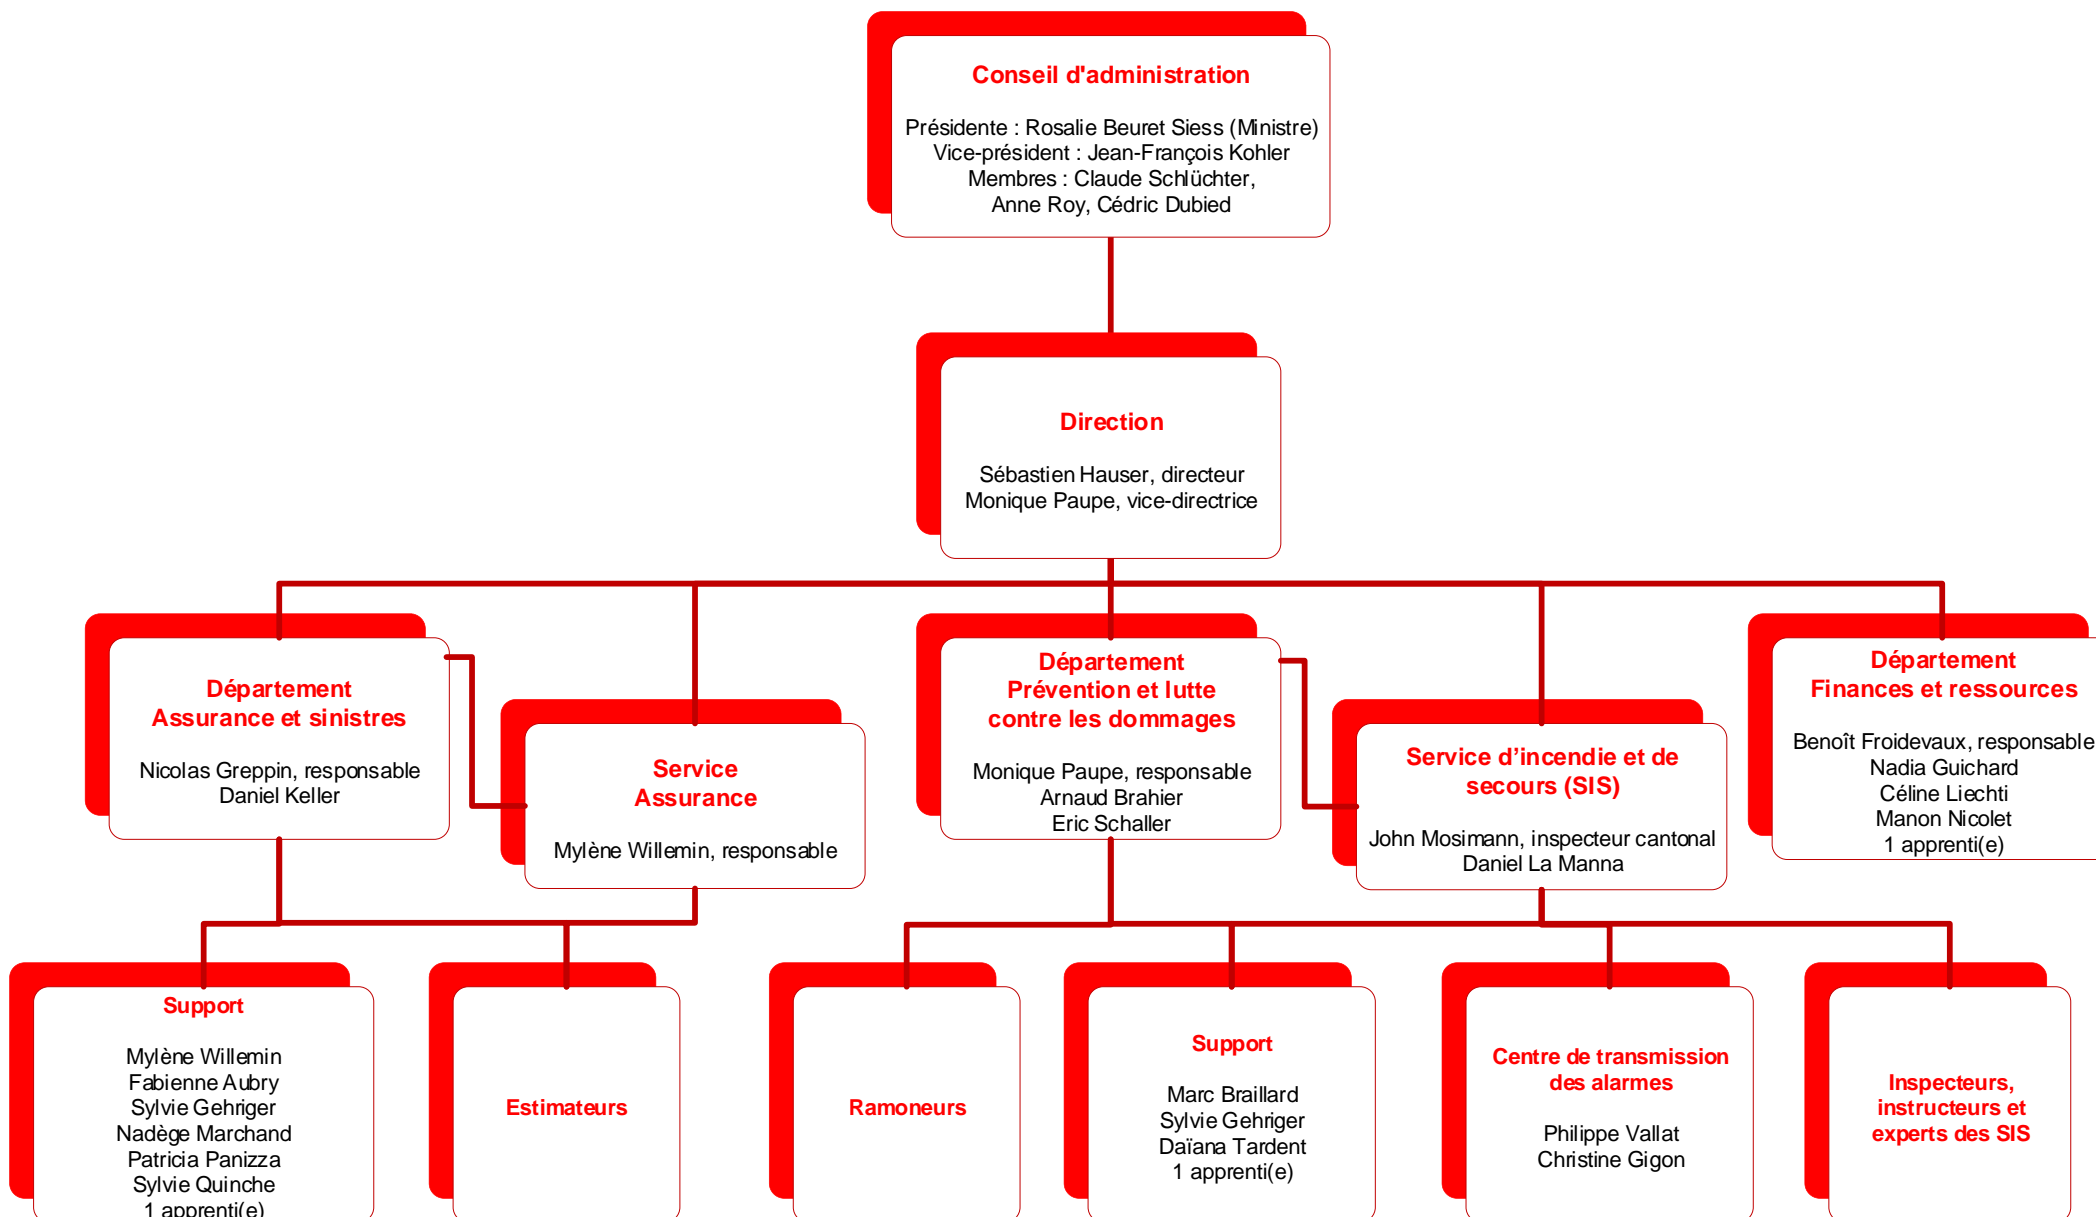 Conseil d'administration
Présidente : Rosalie Beuret Siess (Ministre)
Vice-président : Jean-François Kohler
Membres : Claude Schlüchter,
Anne Roy, Cédric Dubied
Direction
Sébastien Hauser, directeur
Monique Paupe, vice-directrice
Département
Assurance et sinistres
Nicolas Greppin, responsable
Daniel Keller
Service
Assurance
Mylène Willemin, responsable
Département
Prévention et lutte
contre les dommages
Monique Paupe, responsable
Arnaud Brahier
Eric Schaller
Service d’incendie et de
secours (SIS)
John Mosimann, inspecteur cantonal
Daniel La Manna
Département
Finances et ressources
Benoît Froidevaux, responsable
Nadia Guichard
Céline Liechti
Manon Nicolet
1 apprenti(e)
Support
Mylène Willemin
Fabienne Aubry
Sylvie Gehriger
Nadège Marchand
Patricia Panizza
Sylvie Quinche
1 apprenti(e)
Estimateurs
Ramoneurs
Support
Marc Braillard
Sylvie Gehriger
Daïana Tardent
1 apprenti(e)
Centre de transmission
des alarmes
Philippe Vallat
Christine Gigon
Inspecteurs,
instructeurs et
experts des SIS